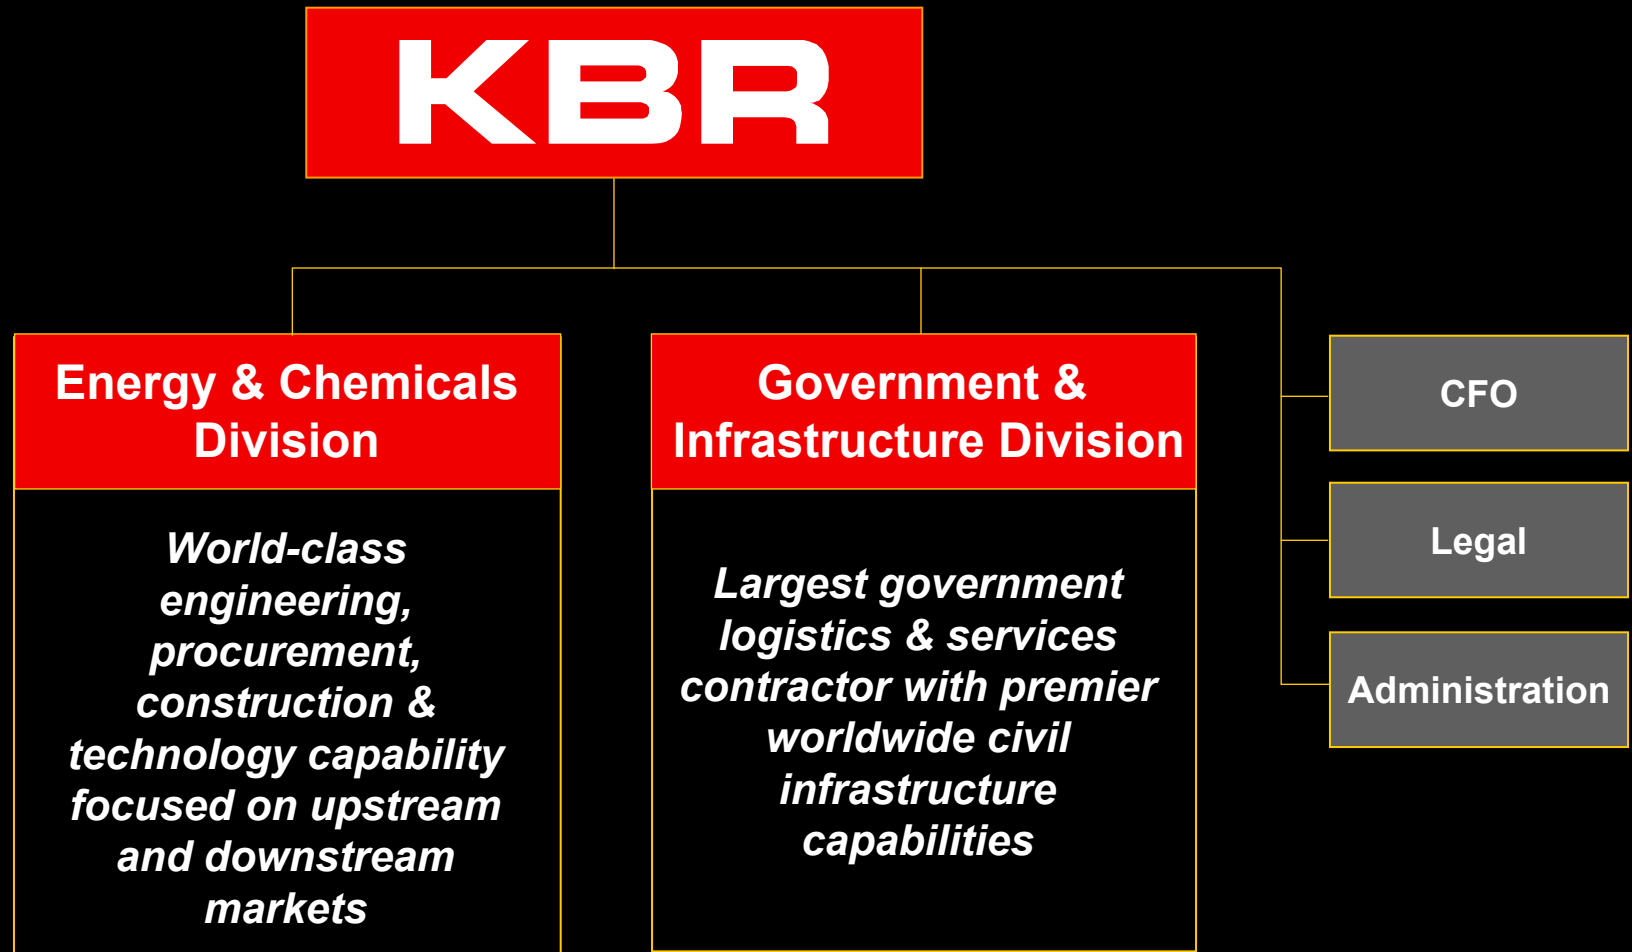 KBR
Energy & Chemicals
Division
World-class
engineering,
procurement,
construction &
technology capability
focused on upstream
and downstream
markets
Government &
Infrastructure Division
Largest government
logistics & services
contractor with premier
worldwide civil
infrastructure
capabilities
CFO
Legal
Administration